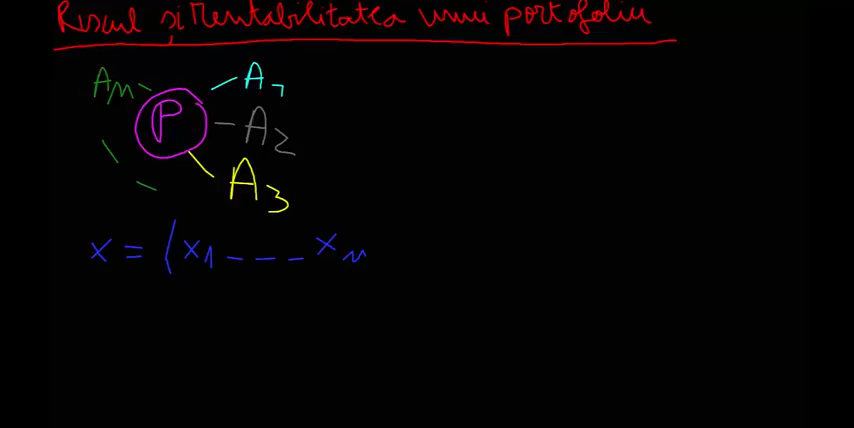 Riscul și rentabilitatea unui portofoliu
An P A1
A2
A3
x = (x1 _ _ _ xn